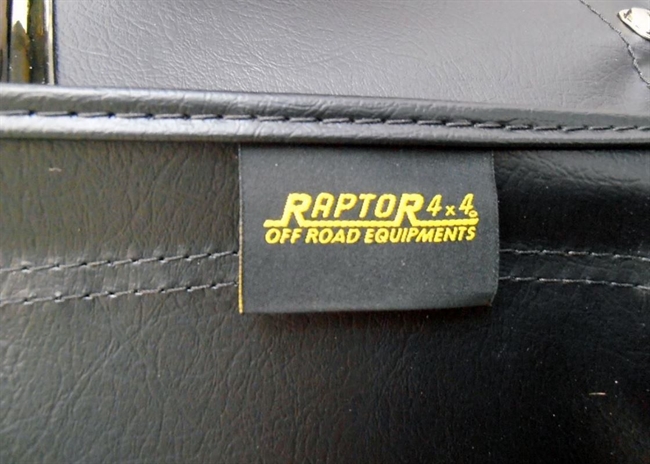 RAPTOR 4x4
OFF ROAD EQUIPMENTS